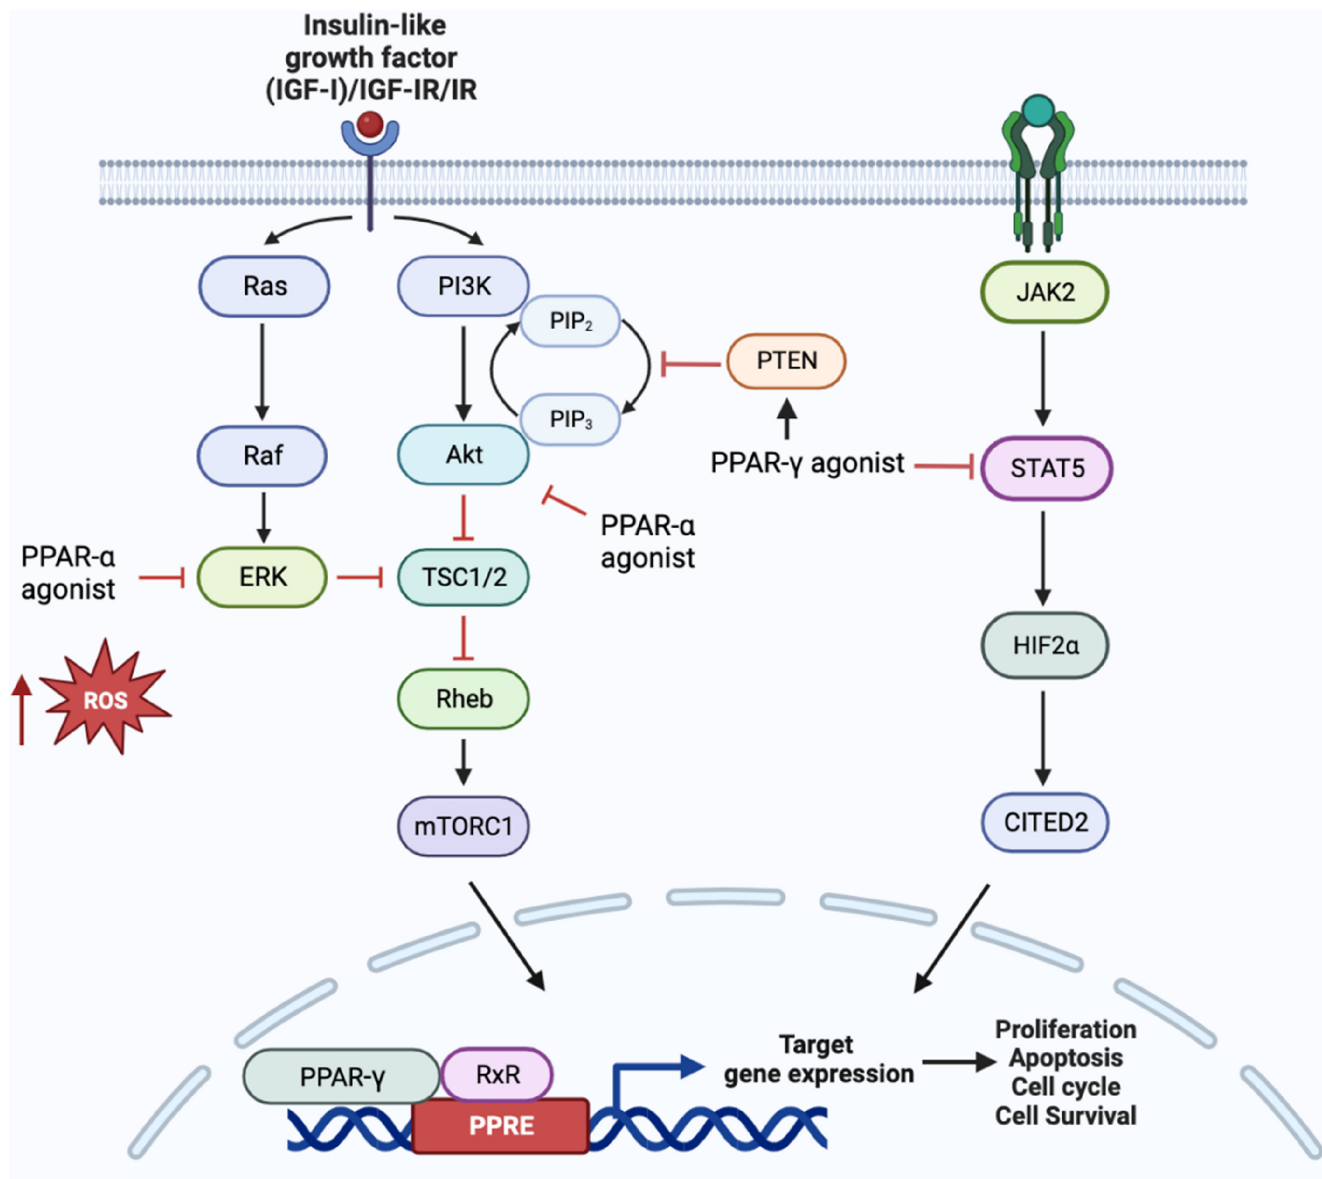 Insulin-like
growth factor
(IGF-I)/IGF-IR/IR
Ras
PI3K
PIP₂
JAK2
PTEN
PIP₃
Raf
Akt
PPAR-γ agonist
STAT5
PPAR-α
agonist
PPAR-α
agonist
ERK
TSC1/2
HIF2α
ROS
Rheb
mTORC1
CITED2
Target
gene expression
Proliferation
Apoptosis
Cell cycle
Cell Survival
PPAR-γ
RxR
PPRE